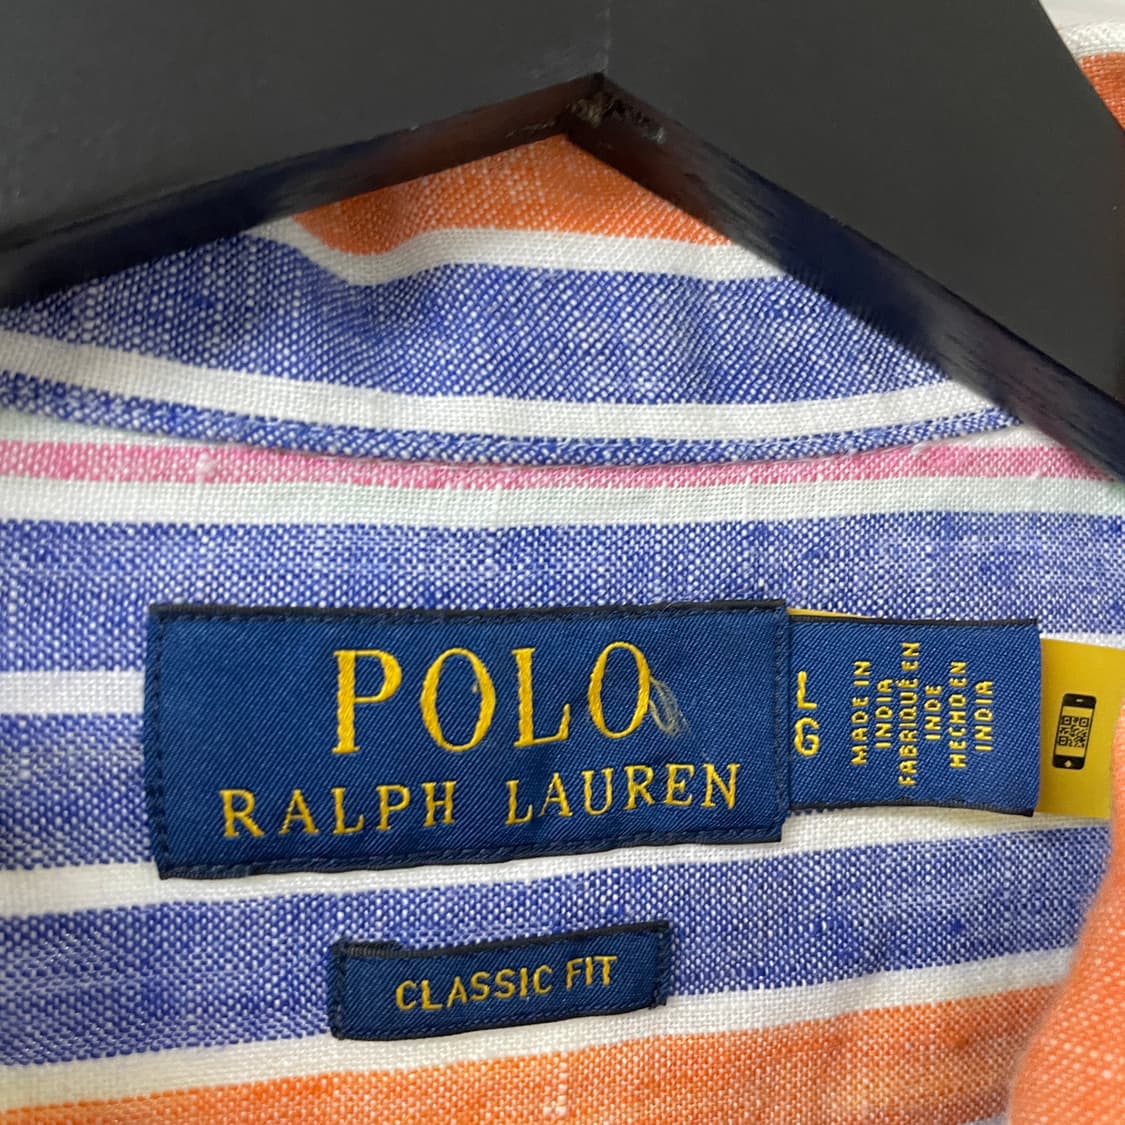 POLO
RALPH LAUREN
L
G
MADE IN
INDIA
FABRIQUÉ EN
INDE
HECHO EN
INDIA
CLASSIC FIT